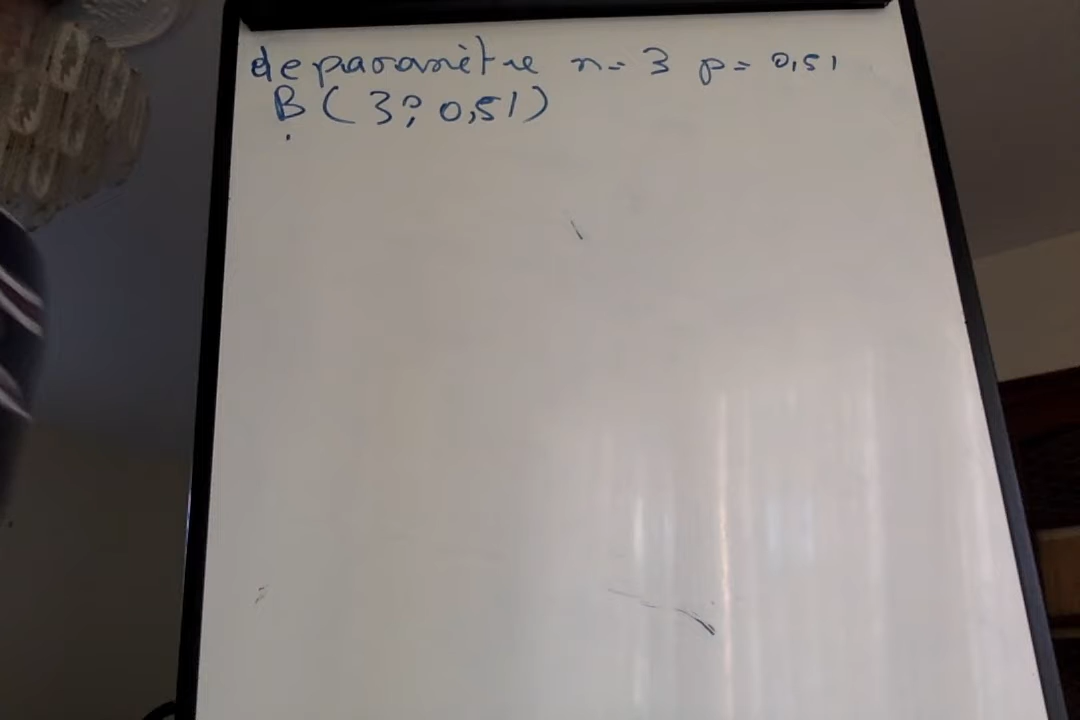 de paramètre n = 3 p = 0,51
B ( 3 ; 0,51)